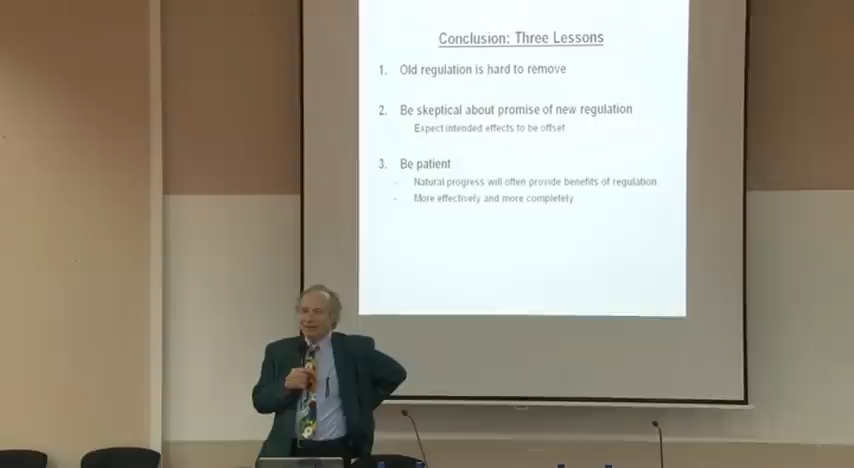 Conclusion: Three Lessons
1. Old regulation is hard to remove
2. Be skeptical about promise of new regulation
Expect intended effects to be offset
3. Be patient
- Natural progress will often provide benefits of regulation
- More effectively and more completely